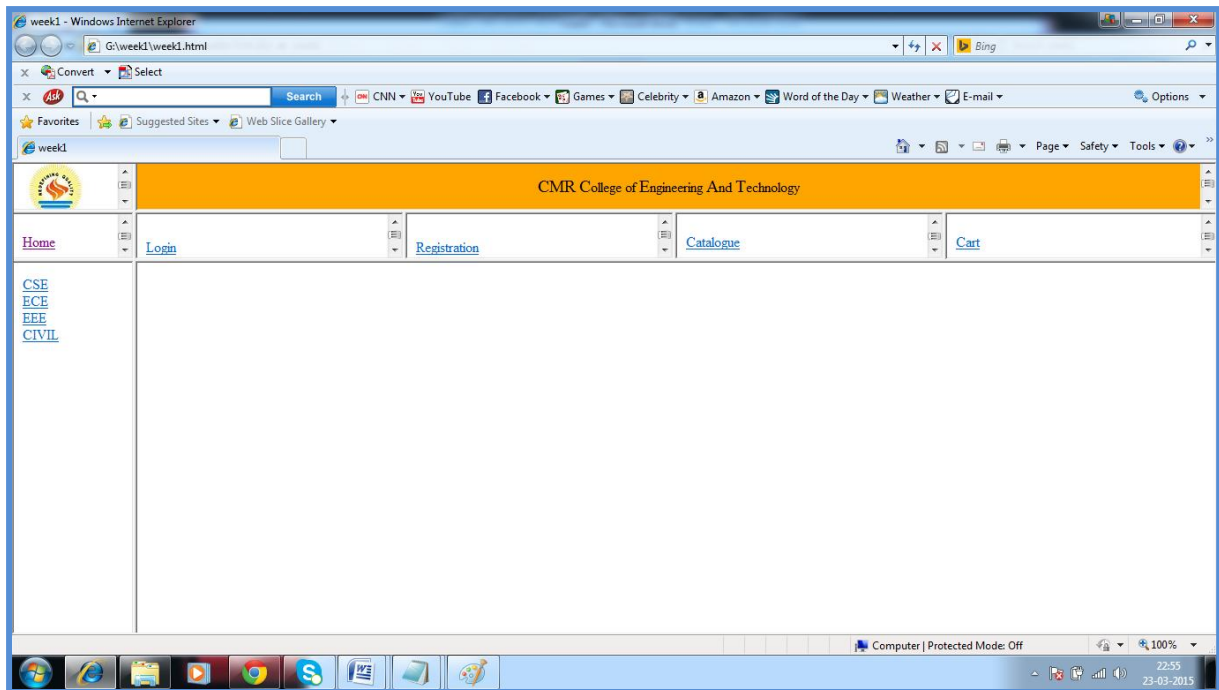 week1 - Windows Internet Explorer
G:\week1\week1.html
Bing
x Convert Select
x Ask Search CNN YouTube Facebook Games Celebrity Amazon Word of the Day Weather E-mail Options
Favorites Suggested Sites Web Slice Gallery
week1 Page Safety Tools »
REDEFINING QUALITY
CMR College of Engineering And Technology
Home Login Registration Catalogue Cart
CSE
ECE
EEE
CIVIL
Computer | Protected Mode: Off 100%
22:55
23-03-2015